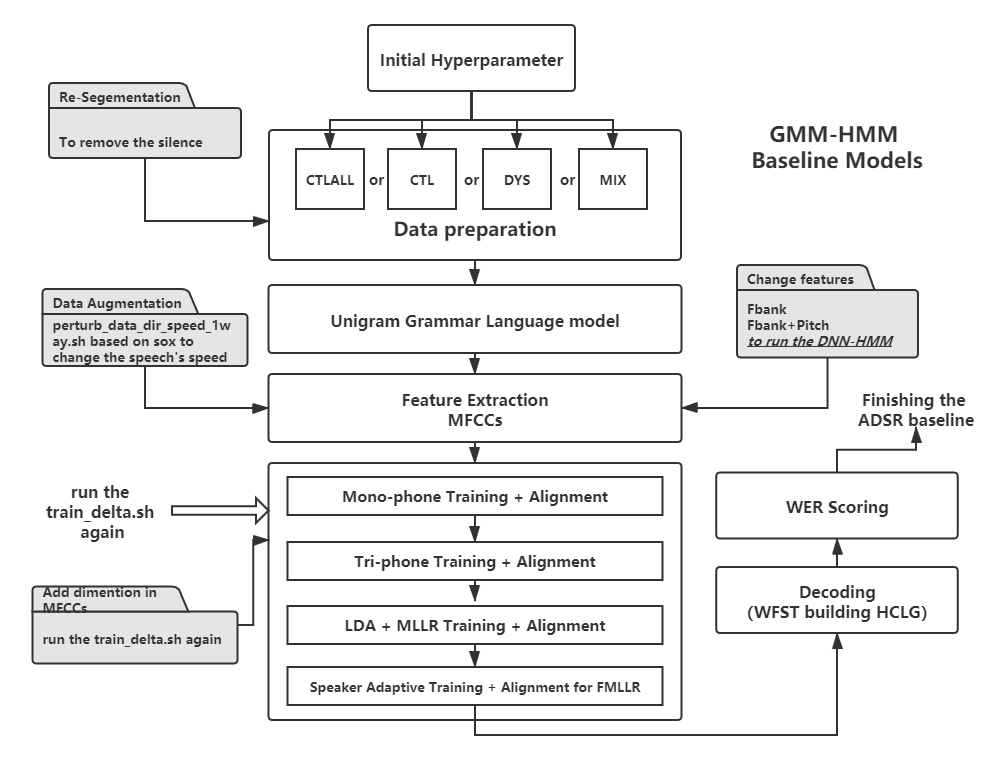 Initial Hyperparameter
Re-Segementation
To remove the silence
GMM-HMM
Baseline Models
CTLALL or CTL or DYS or MIX
Data preparation
Data Augmentation
perturb_data_dir_speed_1w
ay.sh based on sox to
change the speech's speed
Unigram Grammar Language model
Change features
Fbank
Fbank+Pitch
to run the DNN-HMM
Feature Extraction
MFCCs
Finishing the
ADSR baseline
run the
train_delta.sh
again
Mono-phone Training + Alignment
WER Scoring
Tri-phone Training + Alignment
Add dimention in
MFCCs
run the train_delta.sh again
LDA + MLLR Training + Alignment
Decoding
(WFST building HCLG)
Speaker Adaptive Training + Alignment for FMLLR